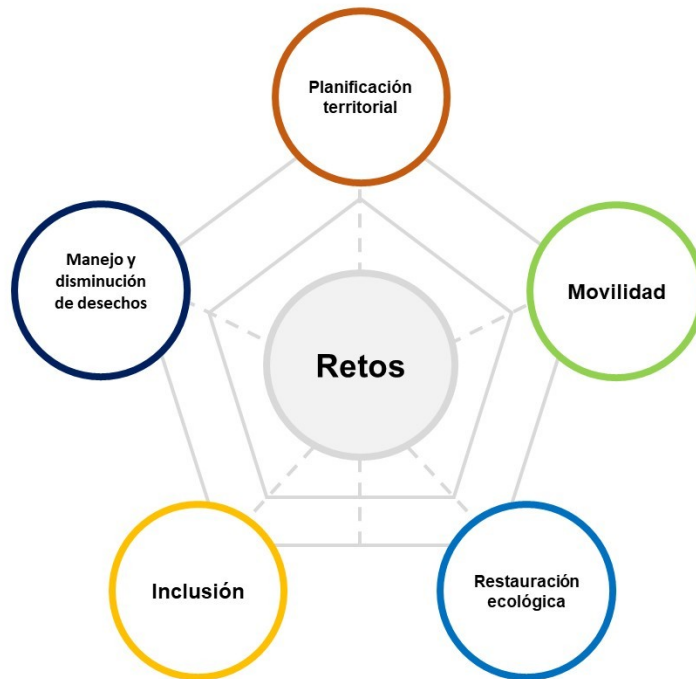 Planificación
territorial
Manejo y
disminución
de desechos
Movilidad
Retos
Inclusión
Restauración
ecológica